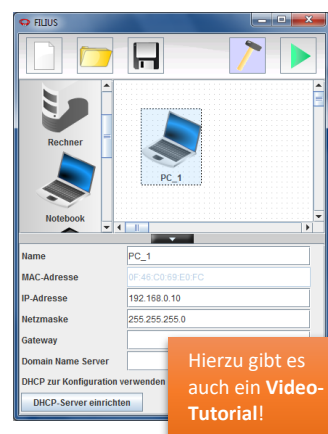 FILIUS
Rechner
Notebook
PC_1
Name PC_1
MAC-Adresse 0F:46:C0:69:E0:FC
IP-Adresse 192.168.0.10
Netzmaske 255.255.255.0
Gateway
Domain Name Server
DHCP zur Konfiguration verwenden
DHCP-Server einrichten
Hierzu gibt es
auch ein Video-
Tutorial!